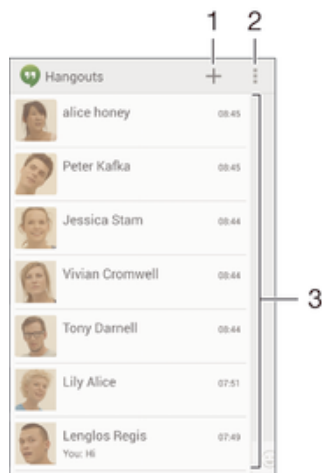 1 2
Hangouts
alice honey 08:45
Peter Kafka 08:45
Jessica Stam 08:44
3
Vivian Cromwell 08:44
Tony Darnell 08:44
Lily Alice 07:51
Lenglos Regis 07:49
You: Hi